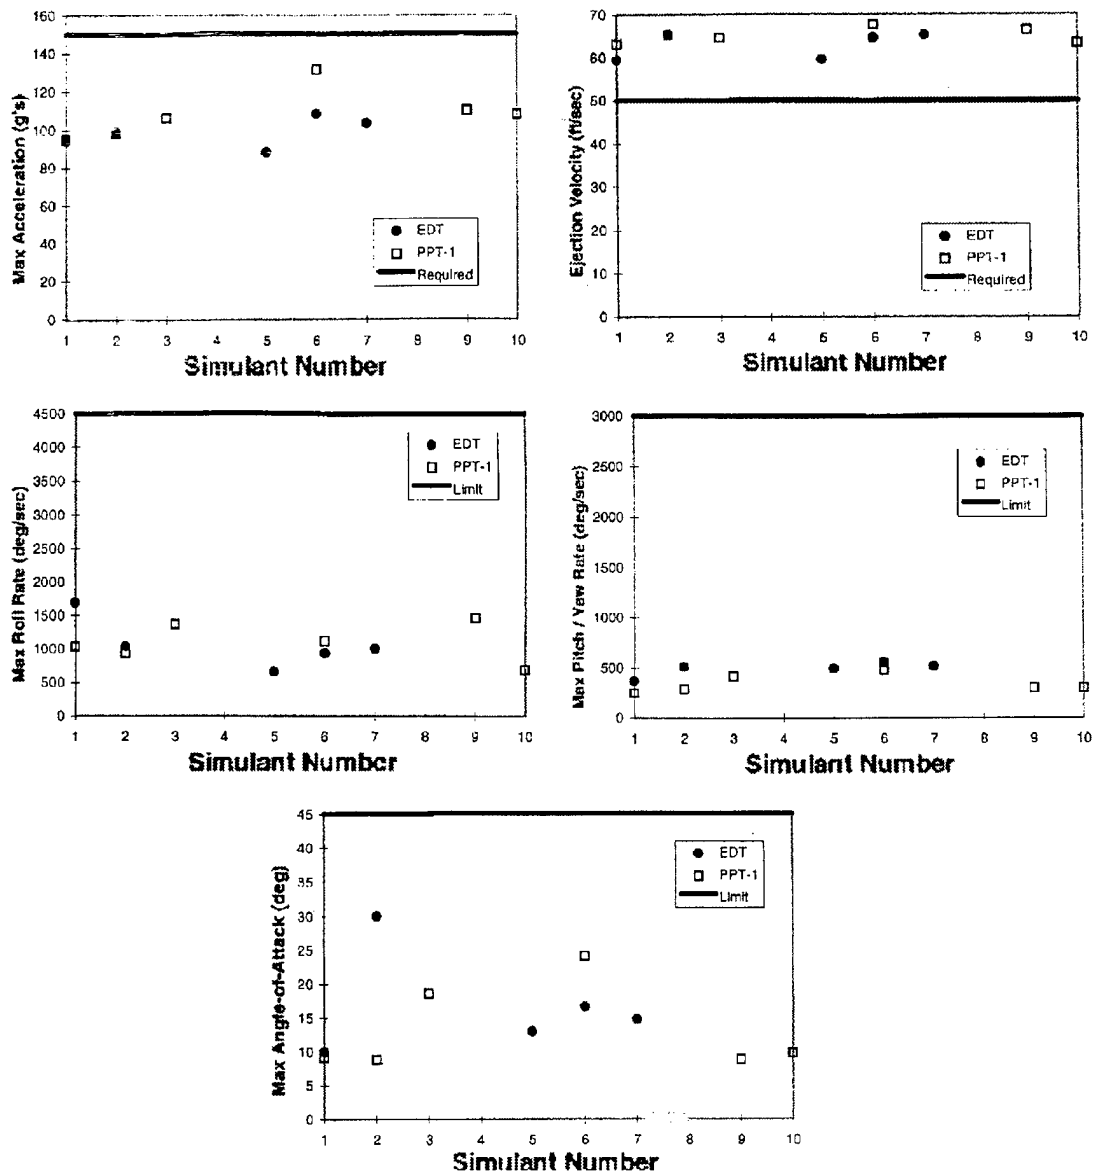 Max Acceleration (g's)
160
140
120
100
80
60
40
20
0
EDT
PPT-1
Required
1 2 3 4 5 6 7 8 9 10
Simulant Number
Ejection Velocity (ft/sec)
70
60
50
40
30
20
10
0
EDT
PPT-1
Required
1 2 3 4 5 6 7 8 9 10
Simulant Number
Max Roll Rate (deg/sec)
4500
4000
3500
3000
2500
2000
1500
1000
500
0
EDT
PPT-1
Limit
1 2 3 4 5 6 7 8 9 10
Simulant Number
Max Pitch / Yaw Rate (deg/sec)
3000
2500
2000
1500
1000
500
0
EDT
PPT-1
Limit
1 2 3 4 5 6 7 8 9 10
Simulant Number
Max Angle-of-Attack (deg)
45
40
35
30
25
20
15
10
5
0
EDT
PPT-1
Limit
1 2 3 4 5 6 7 8 9 10
Simulant Number